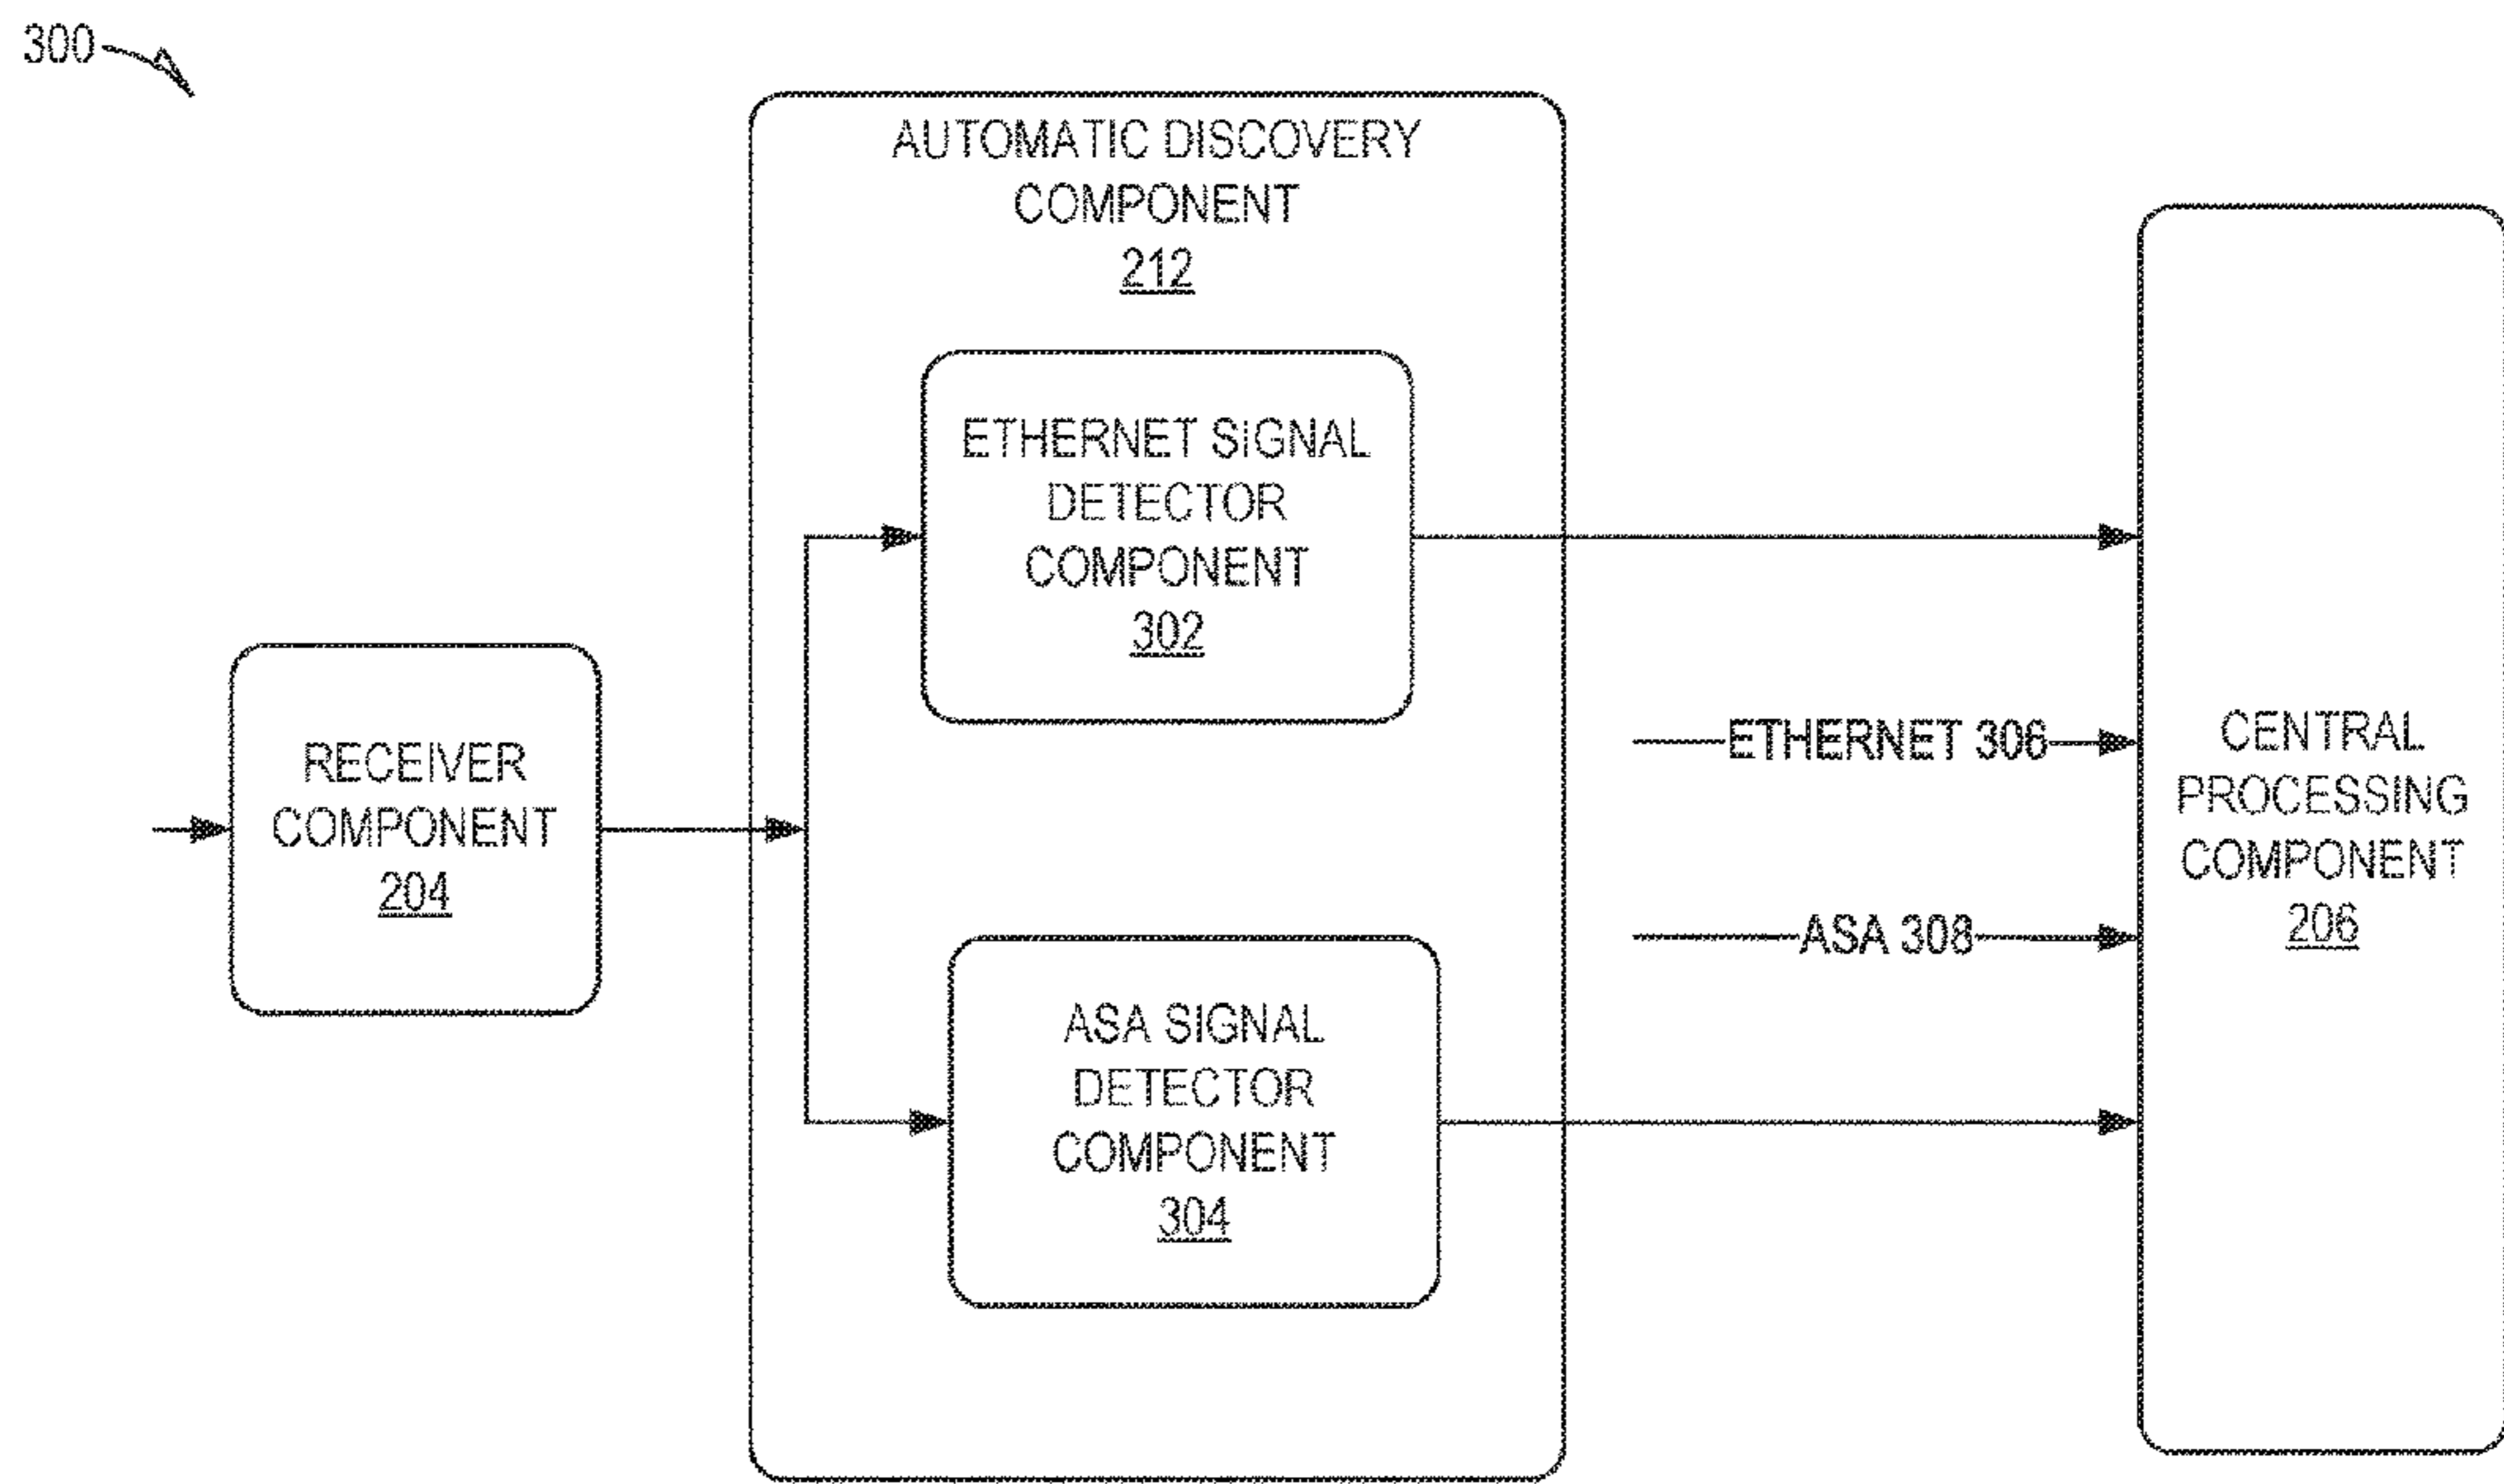 300
AUTOMATIC DISCOVERY
COMPONENT
212
ETHERNET SIGNAL
DETECTOR
COMPONENT
302
RECEIVER
COMPONENT
204
ETHERNET 306
ASA 308
CENTRAL
PROCESSING
COMPONENT
206
ASA SIGNAL
DETECTOR
COMPONENT
304